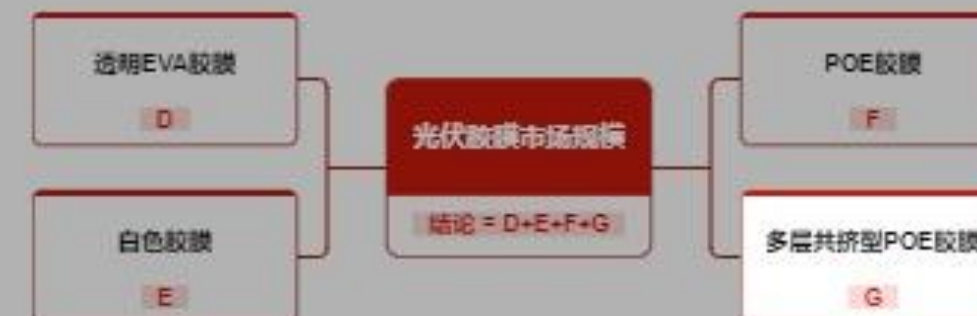 透明EVA胶膜
D
白色胶膜
E
光伏胶膜市场规模
结论 = D+E+F+G
POE胶膜
F
多层共挤型POE胶膜
G